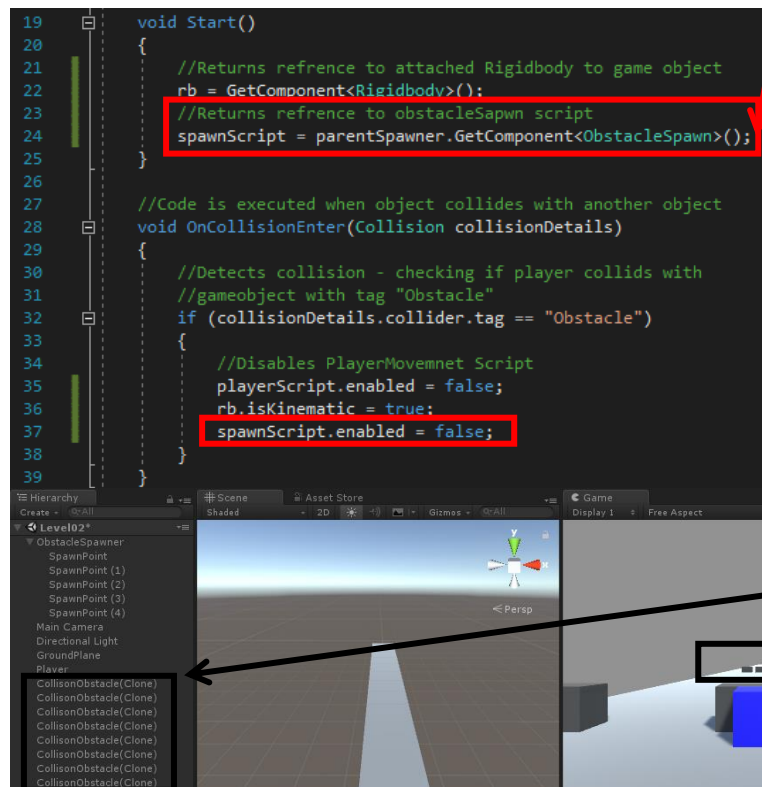 19 void Start()
20 {
21 //Returns refrence to attached Rigidbody to game object
22 rb = GetComponent<Rigidbody>();
23 //Returns refrence to obstacleSapwn script
24 spawnScript = parentSpawner.GetComponent<ObstacleSpawn>();
25 }
26
27 //Code is executed when object collides with another object
28 void OnCollisionEnter(Collision collisionDetails)
29 {
30 //Detects collision - checking if player collids with
31 //gameobject with tag "Obstacle"
32 if (collisionDetails.collider.tag == "Obstacle")
33 {
34 //Disables PlayerMovemnet Script
35 playerScript.enabled = false;
36 rb.isKinematic = true;
37 spawnScript.enabled = false;
38 }
39 }
Hierarchy
Create
All
Level02*
ObstacleSpawner
SpawnPoint
SpawnPoint (1)
SpawnPoint (2)
SpawnPoint (3)
SpawnPoint (4)
Main Camera
Directional Light
GroundPlane
Player
CollisonObstacle(Clone)
CollisonObstacle(Clone)
CollisonObstacle(Clone)
CollisonObstacle(Clone)
CollisonObstacle(Clone)
CollisonObstacle(Clone)
CollisonObstacle(Clone)
CollisonObstacle(Clone)
Scene Asset Store
Shaded 2D Gizmos All
y
x
Persp
Game
Display 1 Free Aspect